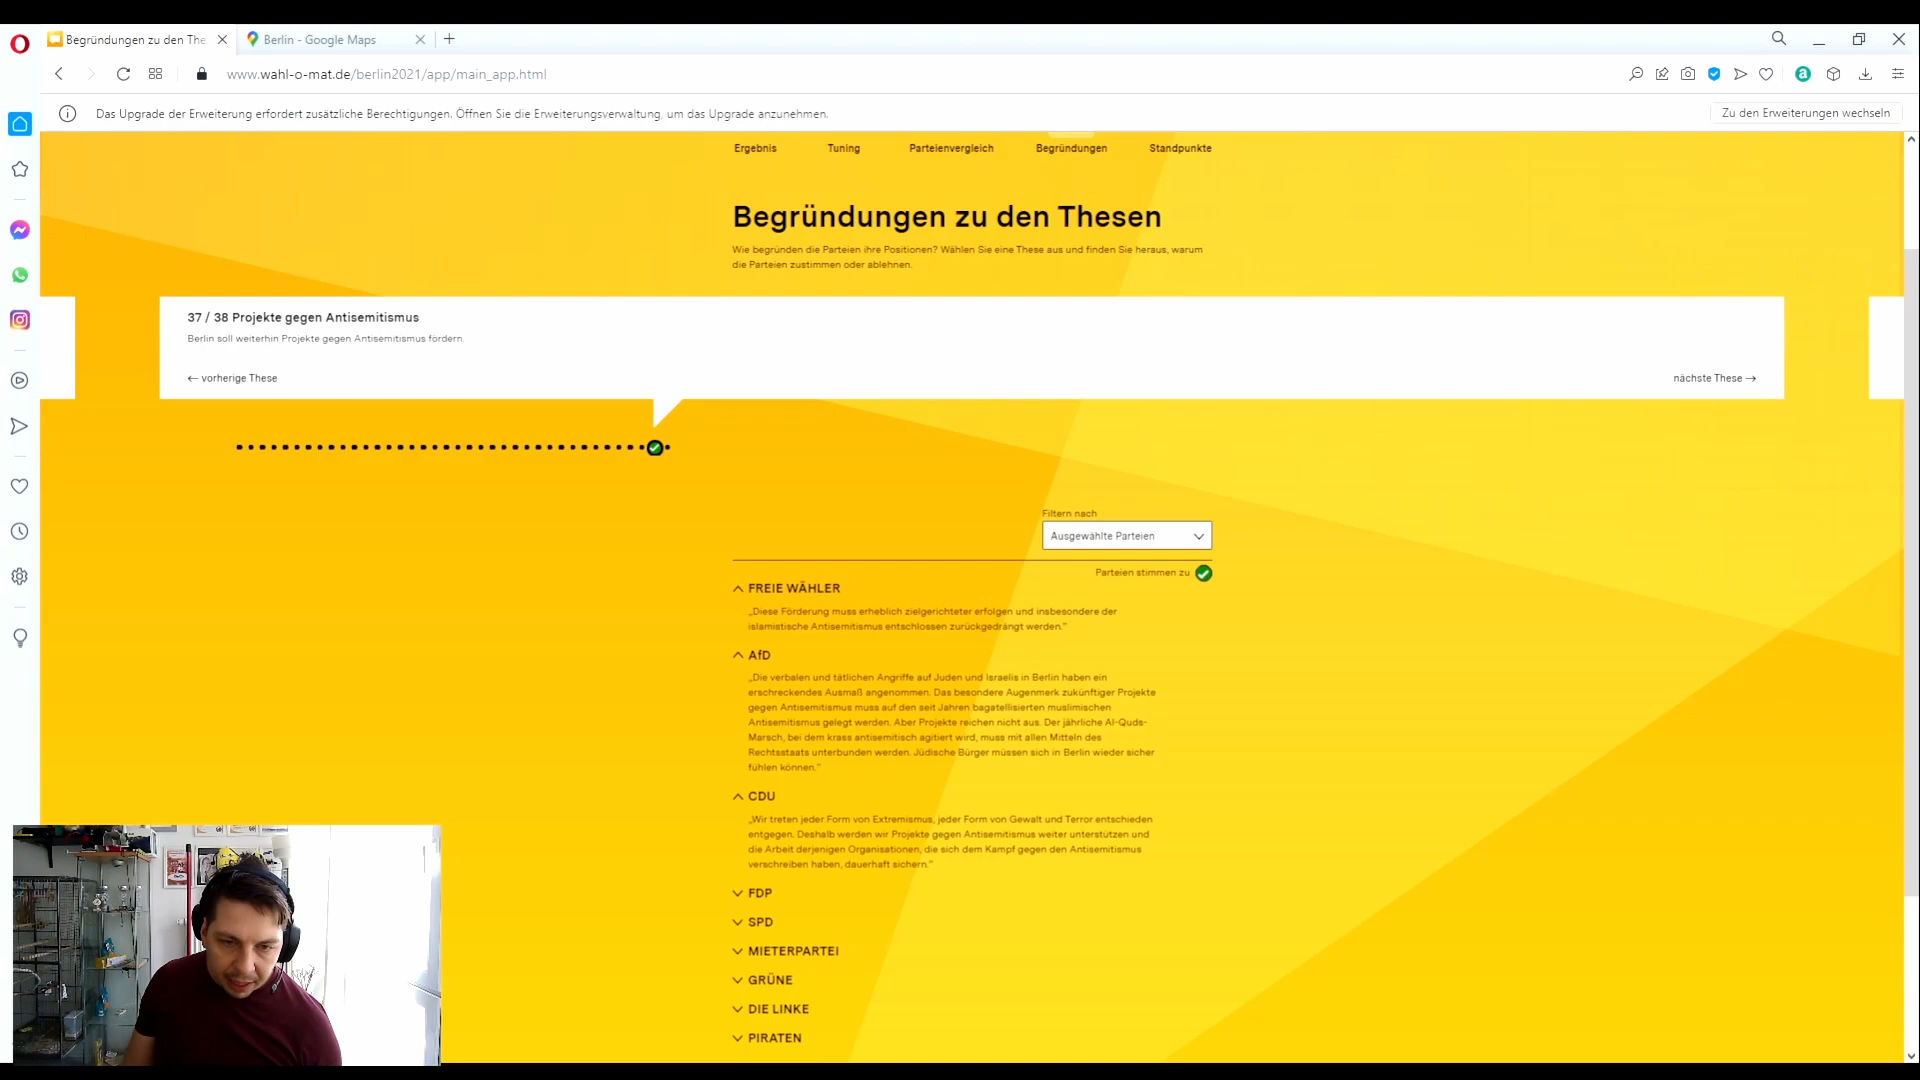 Begründungen zu den The
Berlin - Google Maps
www.wahl-o-mat.de/berlin2021/app/main_app.html
Das Upgrade der Erweiterung erfordert zusätzliche Berechtigungen. Öffnen Sie die Erweiterungsverwaltung, um das Upgrade anzunehmen.
Zu den Erweiterungen wechseln
Ergebnis Tuning Parteienvergleich Begründungen Standpunkte
Begründungen zu den Thesen
Wie begründen die Parteien ihre Positionen? Wählen Sie eine These aus und finden Sie heraus, warum
die Parteien zustimmen oder ablehnen.
37 / 38 Projekte gegen Antisemitismus
Berlin soll weiterhin Projekte gegen Antisemitismus fördern.
← vorherige These
nächste These →
Filtern nach
Ausgewählte Parteien
Parteien stimmen zu
FREIE WÄHLER
„Diese Förderung muss erheblich zielgerichteter erfolgen und insbesondere der
islamistische Antisemitismus entschlossen zurückgedrängt werden."
AfD
„Die verbalen und tätlichen Angriffe auf Juden und Israelis in Berlin haben ein
erschreckendes Ausmaß angenommen. Das besondere Augenmerk zukünftiger Projekte
gegen Antisemitismus muss auf den seit Jahren bagatellisierten muslimischen
Antisemitismus gelegt werden. Aber Projekte reichen nicht aus. Der jährliche Al-Quds-
Marsch, bei dem krass antisemitisch agitiert wird, muss mit allen Mitteln des
Rechtsstaats unterbunden werden. Jüdische Bürger müssen sich in Berlin wieder sicher
fühlen können."
CDU
„Wir treten jeder Form von Extremismus, jeder Form von Gewalt und Terror entschieden
entgegen. Deshalb werden wir Projekte gegen Antisemitismus weiter unterstützen und
die Arbeit derjenigen Organisationen, die sich dem Kampf gegen den Antisemitismus
verschreiben haben, dauerhaft sichern."
FDP
SPD
MIETERPARTEI
GRÜNE
DIE LINKE
PIRATEN